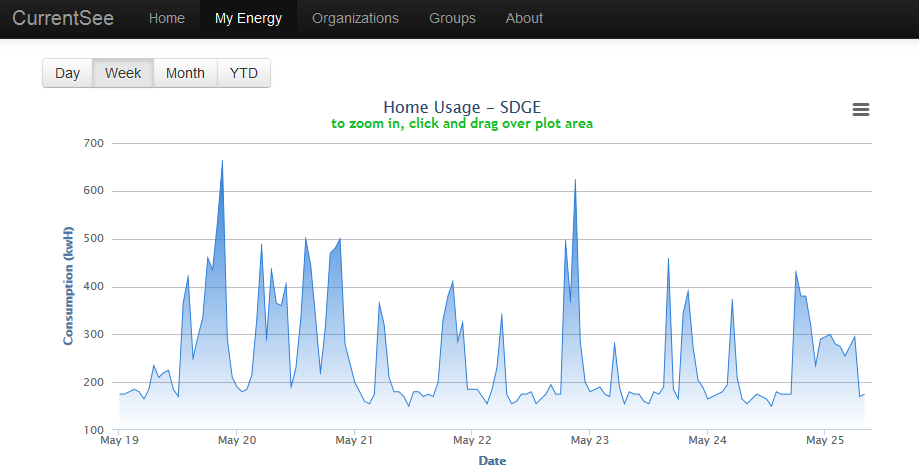 CurrentSee Home My Energy Organizations Groups About
Day Week Month YTD
Home Usage - SDGE
to zoom in, click and drag over plot area
Consumption (kwH)
700
600
500
400
300
200
100
May 19 May 20 May 21 May 22 May 23 May 24 May 25
Date